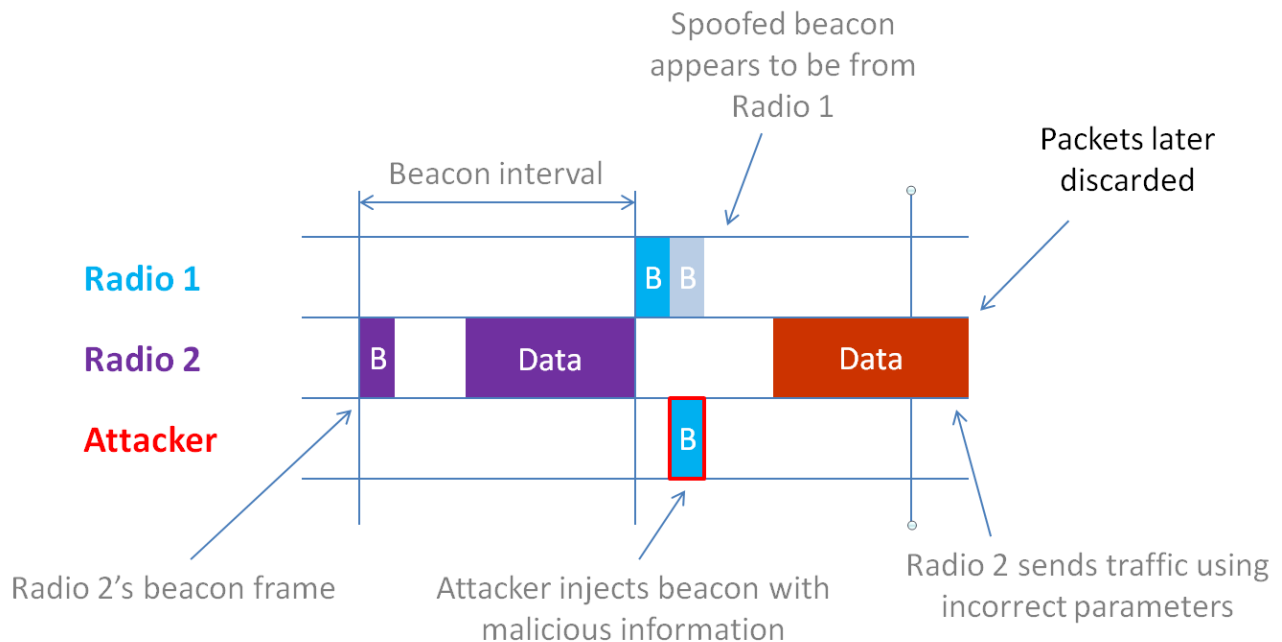 Spoofed beacon
appears to be from
Radio 1
Packets later
discarded
Beacon interval
Radio 1
B
B
Radio 2
B
Data
Data
Attacker
B
Radio 2's beacon frame
Attacker injects beacon with
malicious information
Radio 2 sends traffic using
incorrect parameters